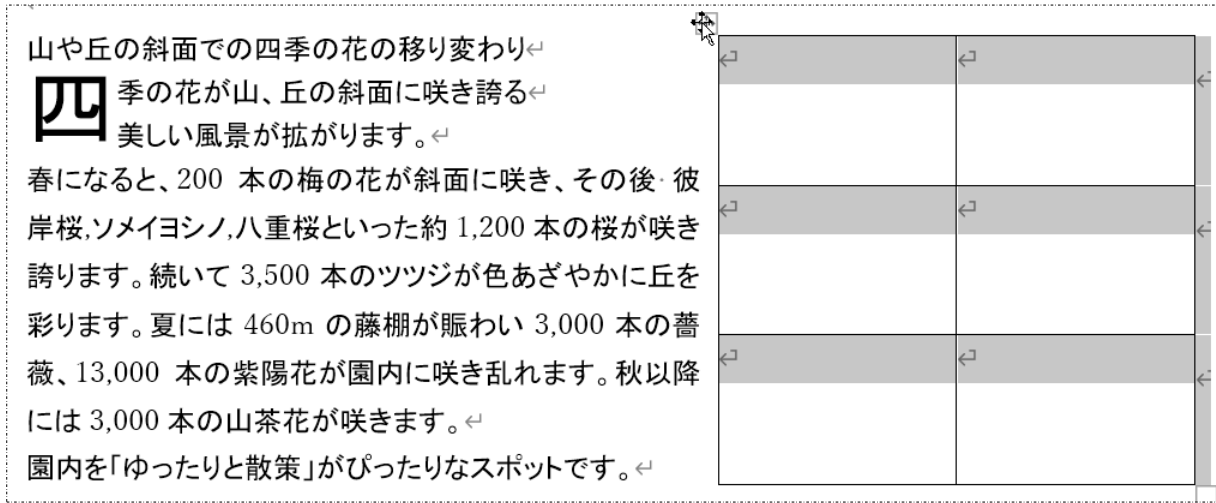 山や丘の斜面での四季の花の移り変わり↵
四季の花が山、丘の斜面に咲き誇る↵
美しい風景が拡がります。↵
春になると、200 本の梅の花が斜面に咲き、その後· 彼
岸桜,ソメイヨシノ,八重桜といった約 1,200 本の桜が咲き
誇ります。続いて 3,500 本のツツジが色あざやかに丘を
彩ります。夏には 460m の藤棚が賑わい 3,000 本の薔
薇、13,000 本の紫陽花が園内に咲き乱れます。秋以降
には 3,000 本の山茶花が咲きます。↵
園内を「ゆったりと散策」がぴったりなスポットです。↵